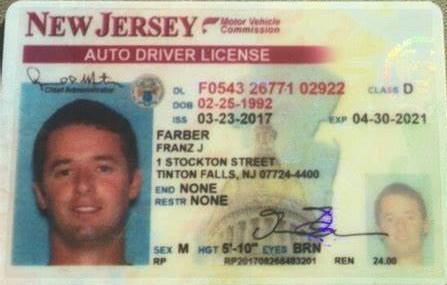 NEW JERSEY
Motor Vehicle
Commission
AUTO DRIVER LICENSE
Chief Administrator
DL F0543 26771 02922 CLASS D
DOB 02-25-1992
ISS 03-23-2017 EXP 04-30-2021
FARBER
FRANZ J
1 STOCKTON STREET
TINTON FALLS, NJ 07724-4400
END NONE
RESTR NONE
SEX M HGT 5'-10" EYES BRN
RP RP201708268483201 REN 24.00